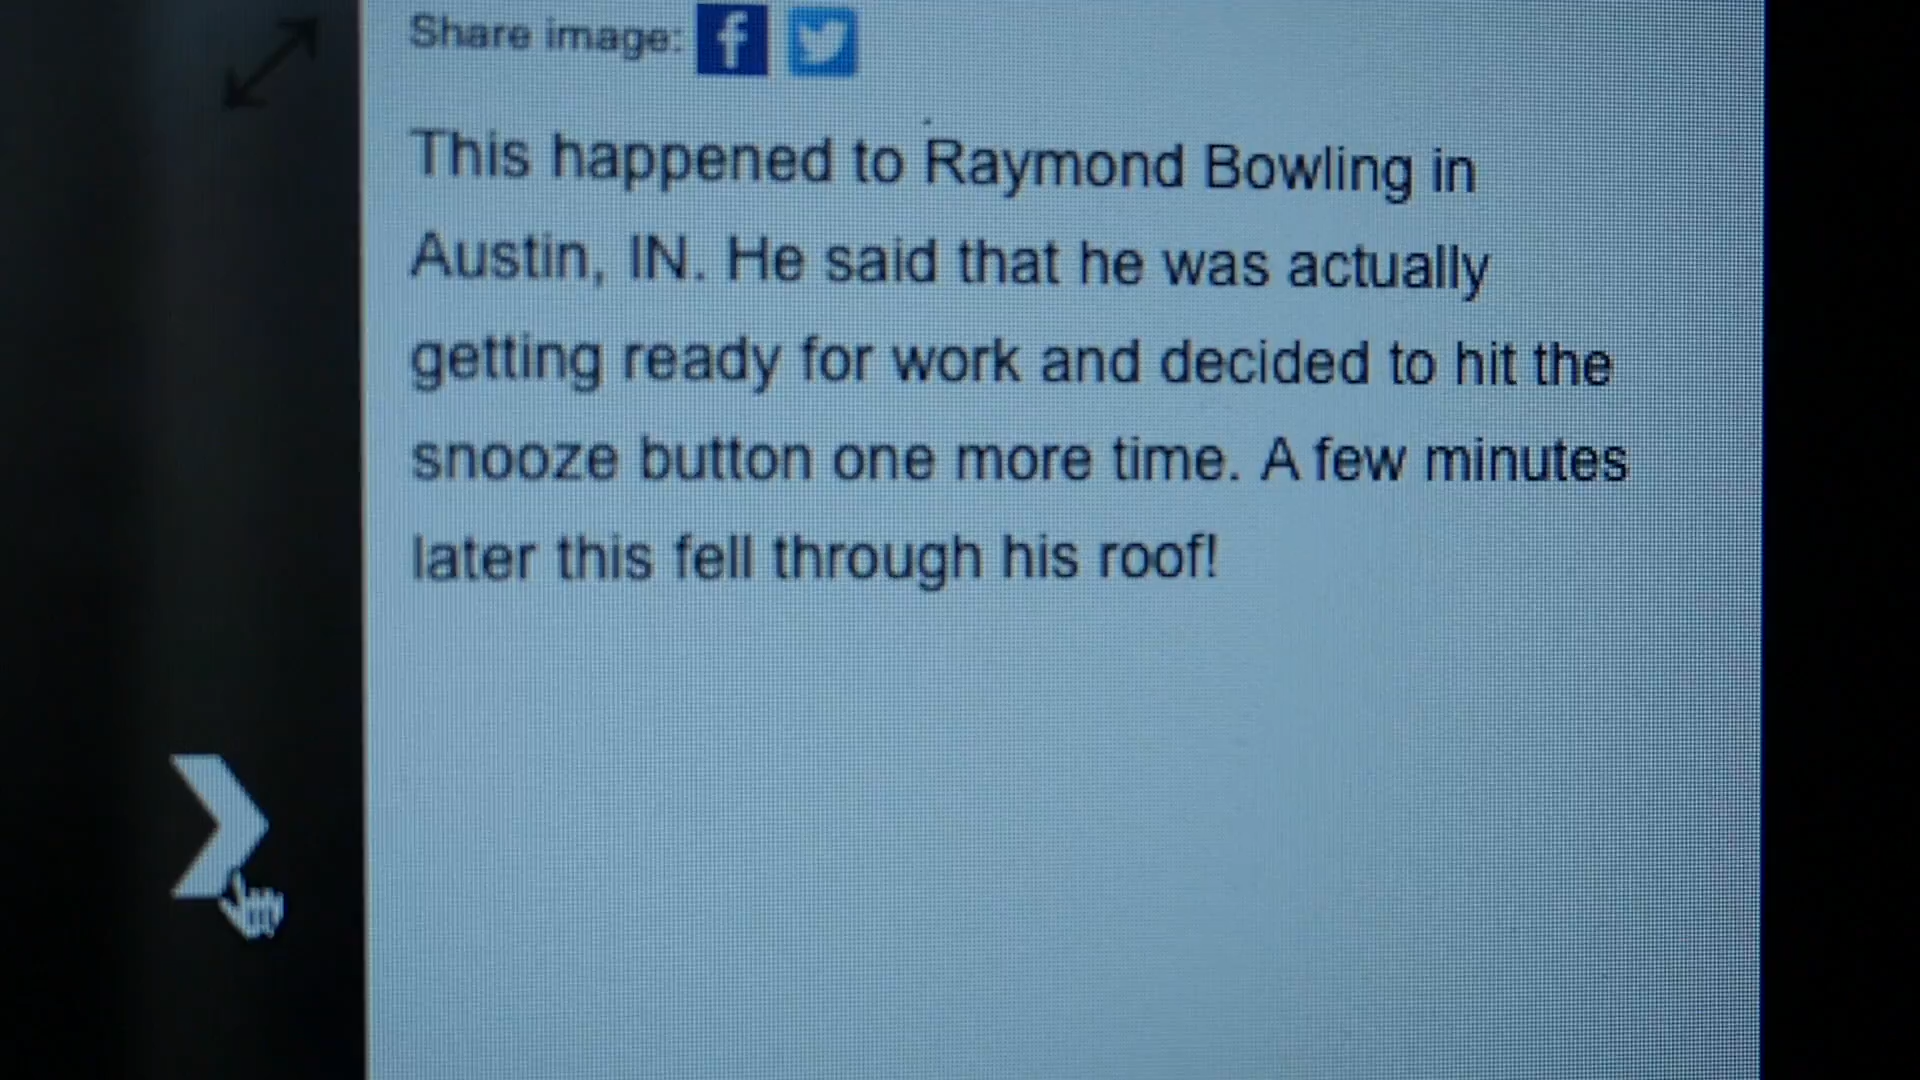 Share image:
This happened to Raymond Bowling in
Austin, IN. He said that he was actually
getting ready for work and decided to hit the
snooze button one more time. A few minutes
later this fell through his roof!